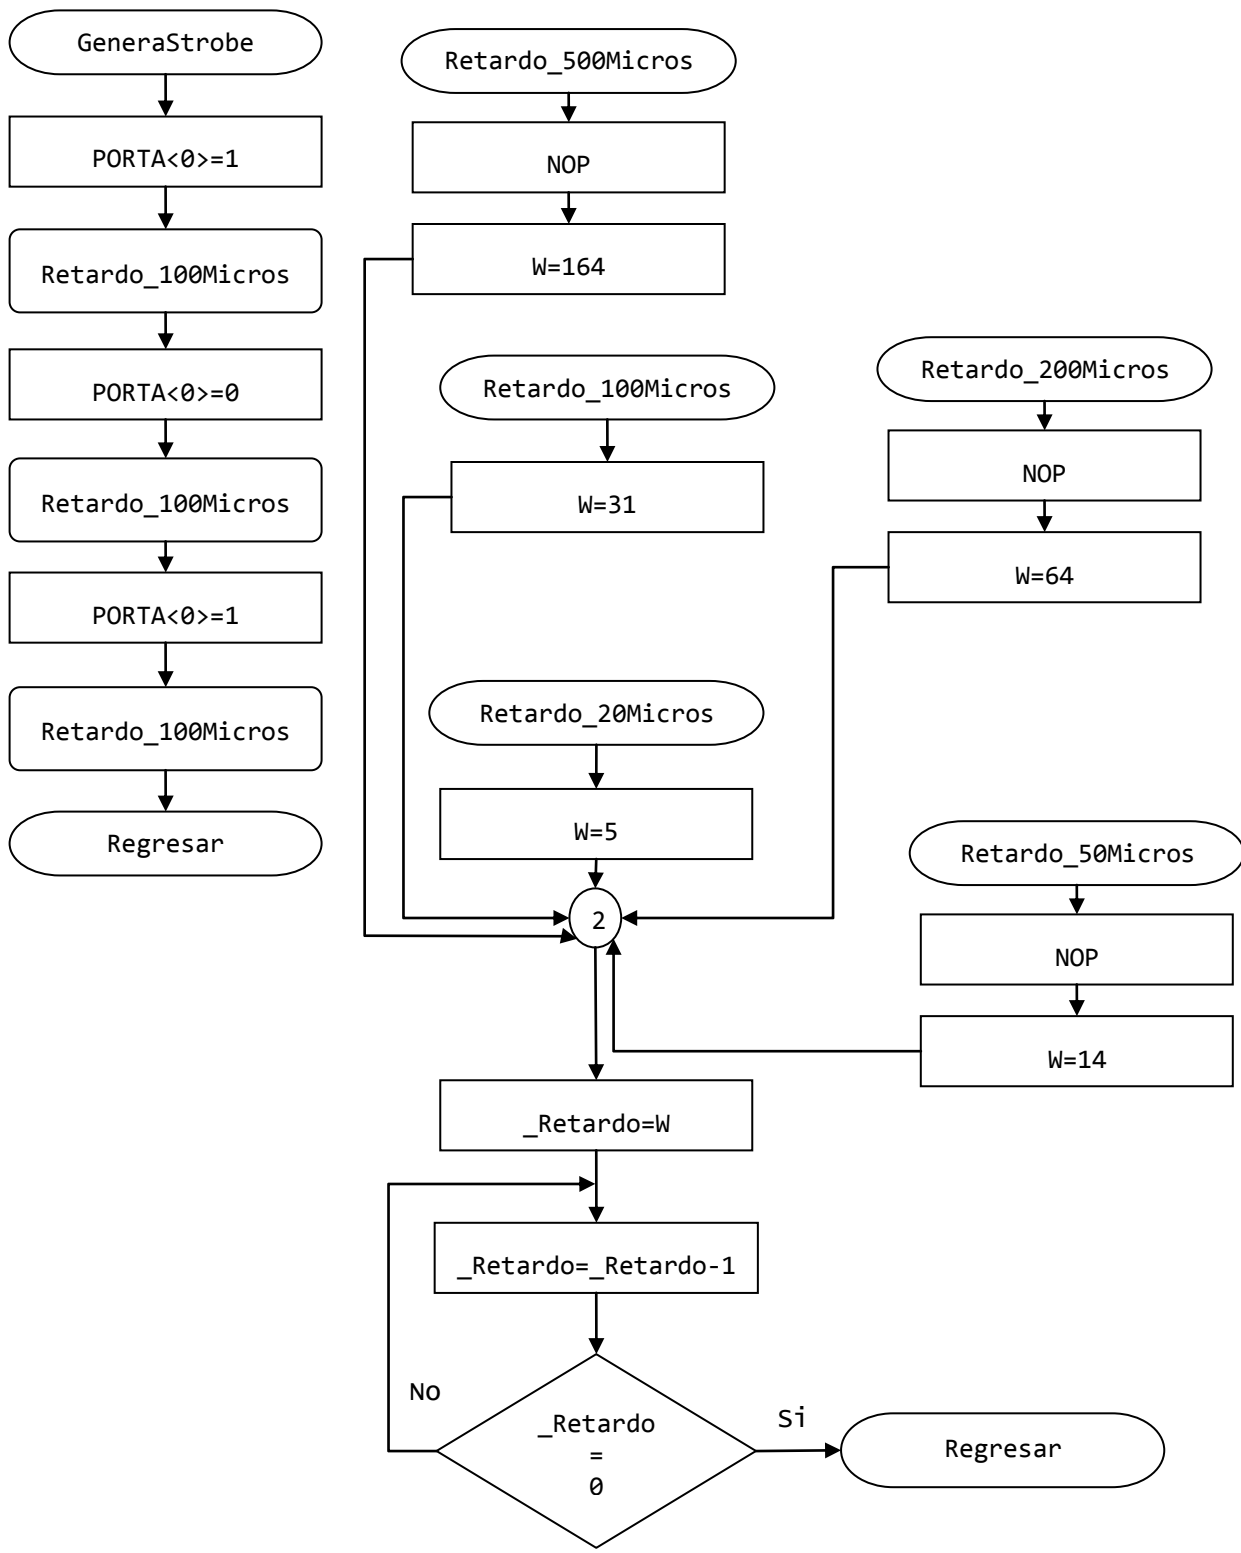 GeneraStrobe
PORTA<0>=1
Retardo_100Micros
PORTA<0>=0
Retardo_100Micros
PORTA<0>=1
Retardo_100Micros
Regresar
Retardo_500Micros
NOP
W=164
Retardo_100Micros
W=31
Retardo_200Micros
NOP
W=64
Retardo_20Micros
W=5
2
Retardo_50Micros
NOP
W=14
_Retardo=W
_Retardo=_Retardo-1
No
_Retardo
=
0
Si
Regresar